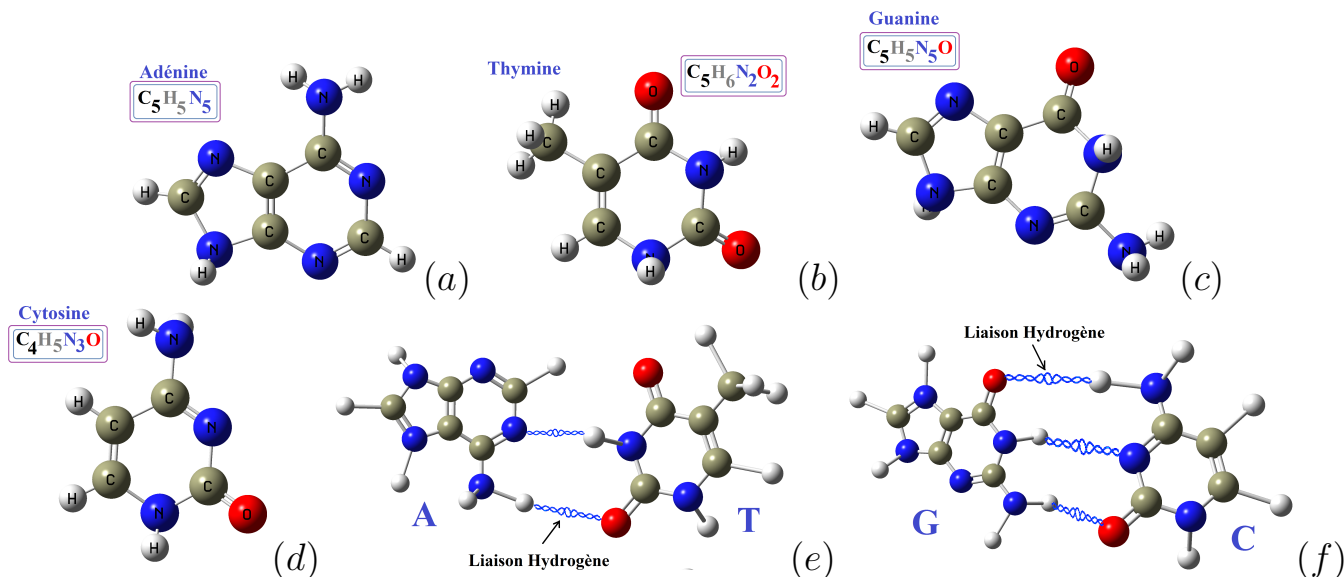 Adénine
C5H5N5
(a)
Thymine
C5H6N2O2
(b)
Guanine
C5H5N5O
(c)
Cytosine
C4H5N3O
(d)
A
T
Liaison Hydrogène
(e)
Liaison Hydrogène
G
C
(f)
H H
N
N C
C N
H C
C
N N C H
H
O
H C
H
H
C N H
C
C C
H N O
H
O
N C
H C C H
C
N C
H N N H
H
H
N
H C
C N
C C
H N O
H